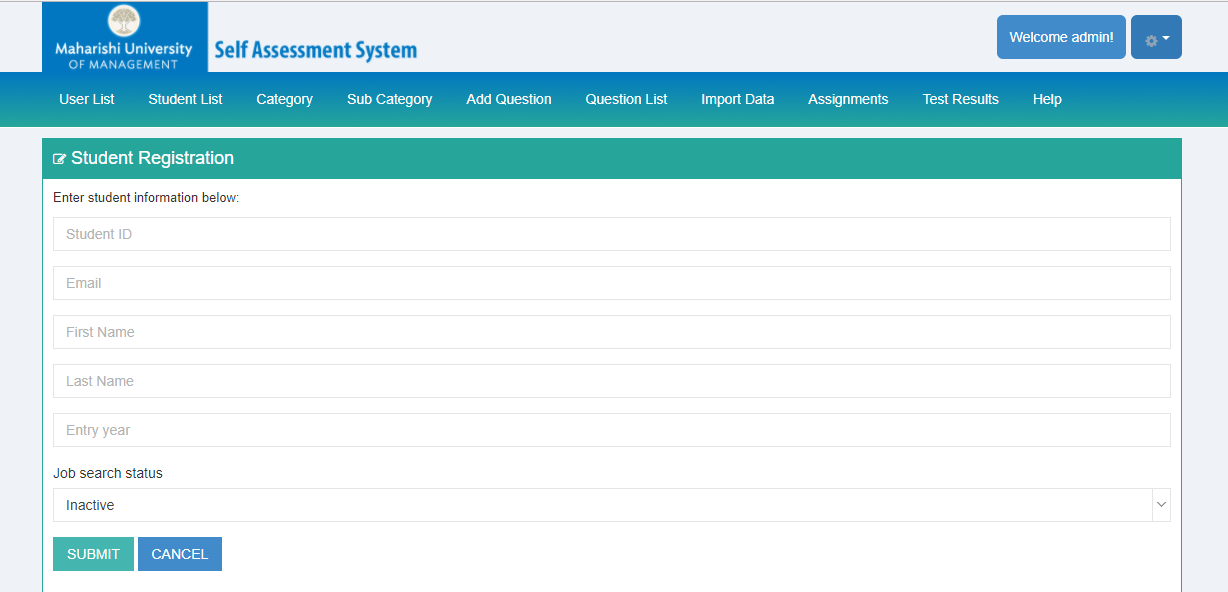 Maharishi University
OF MANAGEMENT
Self Assessment System
Welcome admin!
User List Student List Category Sub Category Add Question Question List Import Data Assignments Test Results Help
Student Registration
Enter student information below:
Student ID
Email
First Name
Last Name
Entry year
Job search status
Inactive
SUBMIT CANCEL